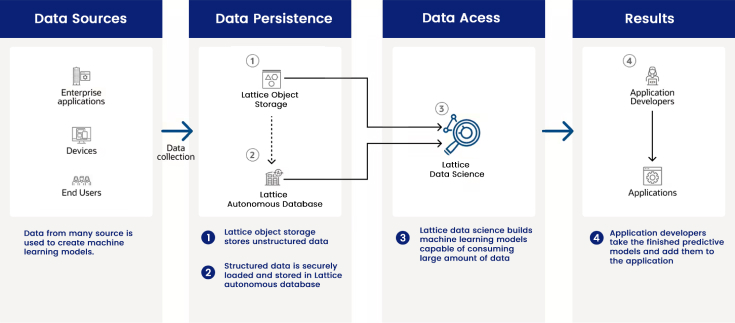 Data Sources
Data Persistence
Data Acess
Results
Enterprise
applications
Devices
End Users
Data
collection
1
Lattice Object
Storage
2
Lattice
Autonomous Database
3
Lattice
Data Science
4
Application
Developers
Applications
Data from many source is
used to create machine
learning models.
1 Lattice object storage
stores unstructured data
2 Structured data is securely
loaded and stored in Lattice
autonomous database
3 Lattice data science builds
machine learning models
capable of consuming
large amount of data
4 Application developers
take the finished predictive
models and add them to
the application